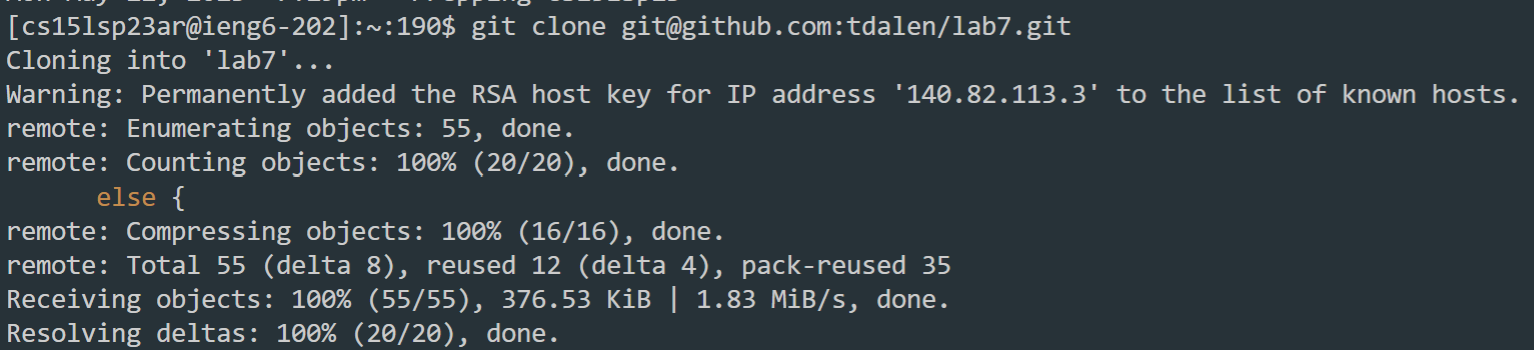 [cs15lsp23ar@ieng6-202]:~:190$ git clone git@github.com:tdalen/lab7.git
Cloning into 'lab7'...
Warning: Permanently added the RSA host key for IP address '140.82.113.3' to the list of known hosts.
remote: Enumerating objects: 55, done.
remote: Counting objects: 100% (20/20), done.
else {
remote: Compressing objects: 100% (16/16), done.
remote: Total 55 (delta 8), reused 12 (delta 4), pack-reused 35
Receiving objects: 100% (55/55), 376.53 KiB | 1.83 MiB/s, done.
Resolving deltas: 100% (20/20), done.